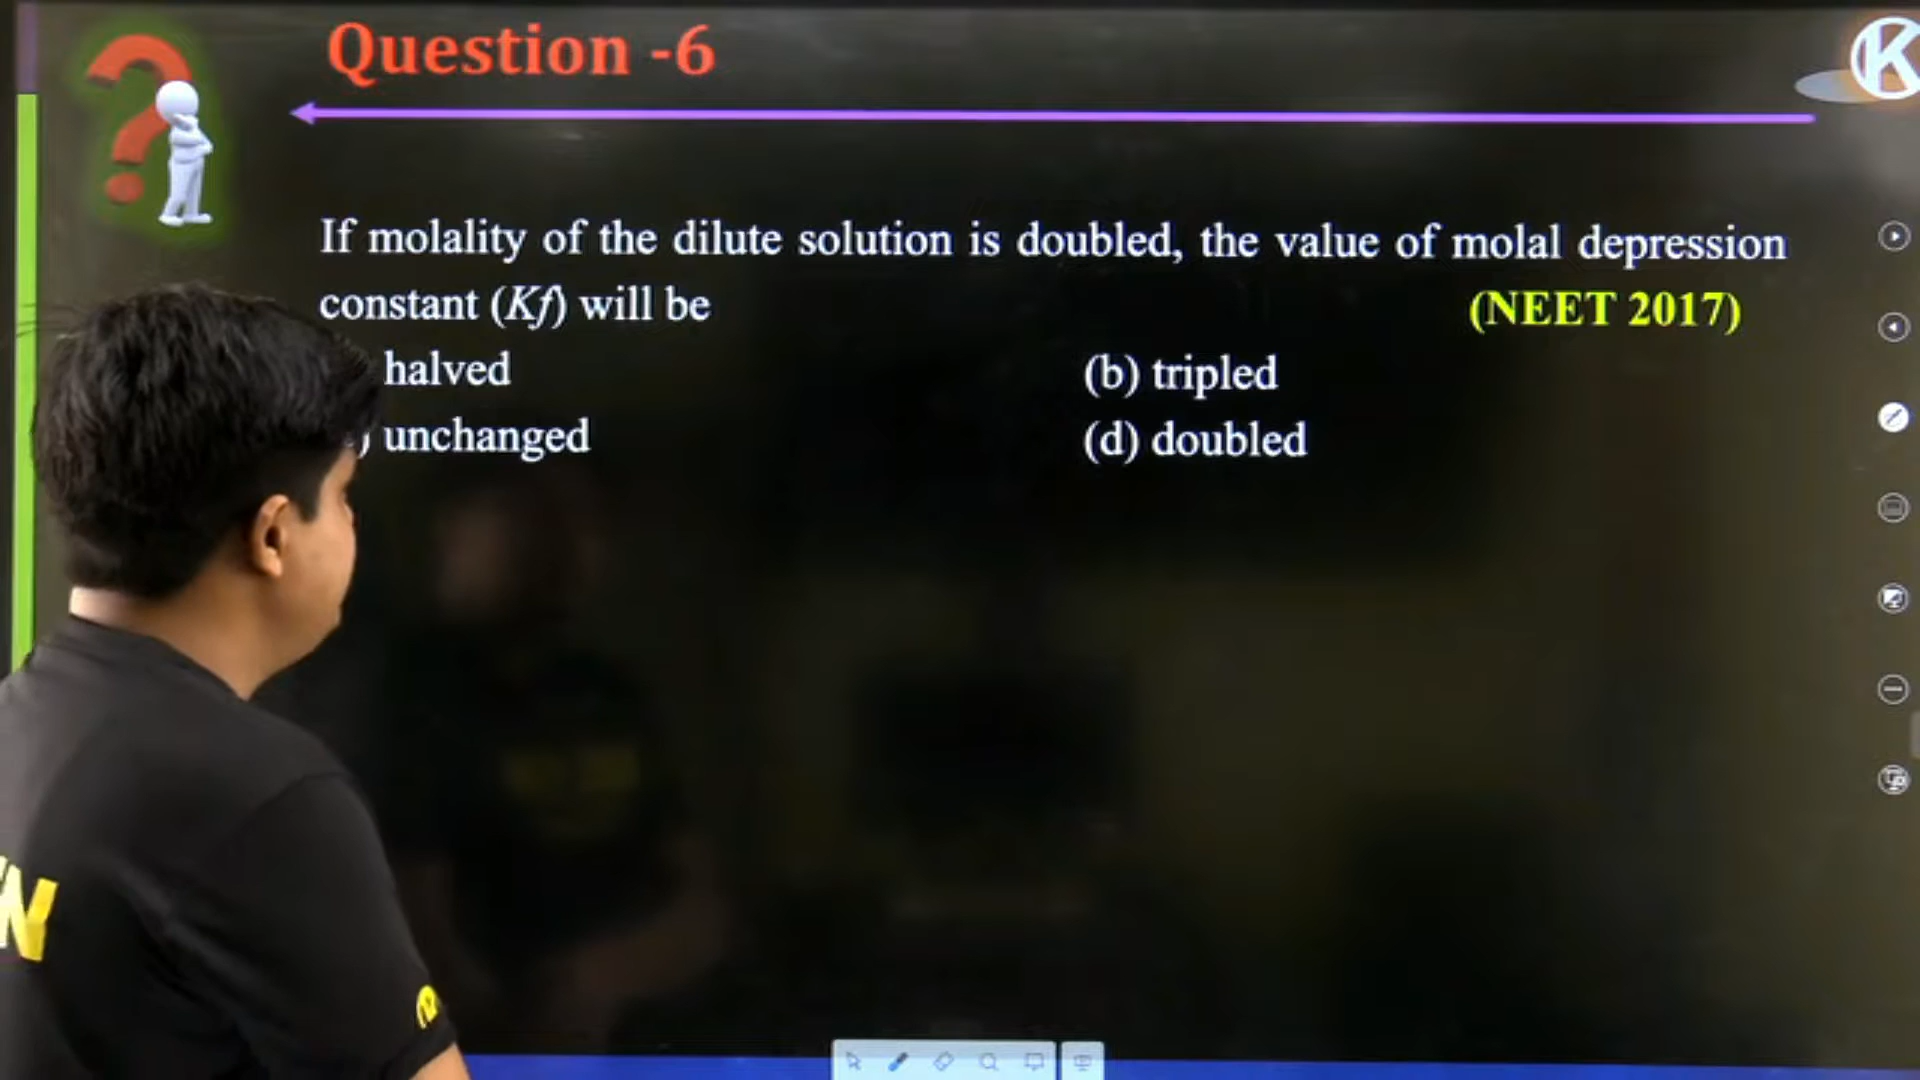 Question -6
K
If molality of the dilute solution is doubled, the value of molal depression
constant (Kf) will be
(NEET 2017)
halved
(b) tripled
) unchanged
(d) doubled
N